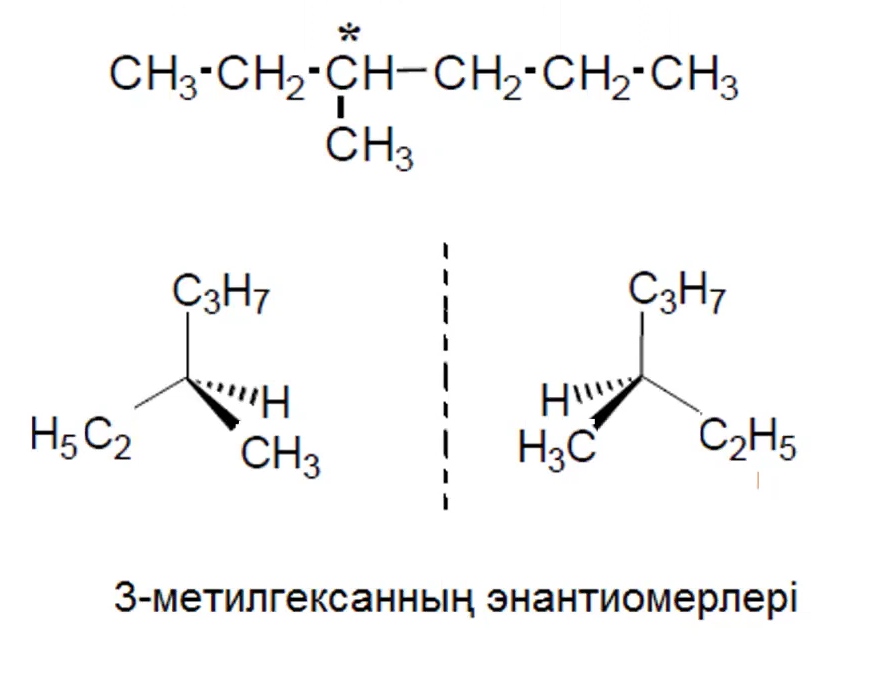 *
CH₃-CH₂-CH-CH₂-CH₂-CH₃
CH₃
C₃H₇ C₃H₇
H H
H₅C₂ CH₃ H₃C C₂H₅
3-метилгексанның энантиомерлері